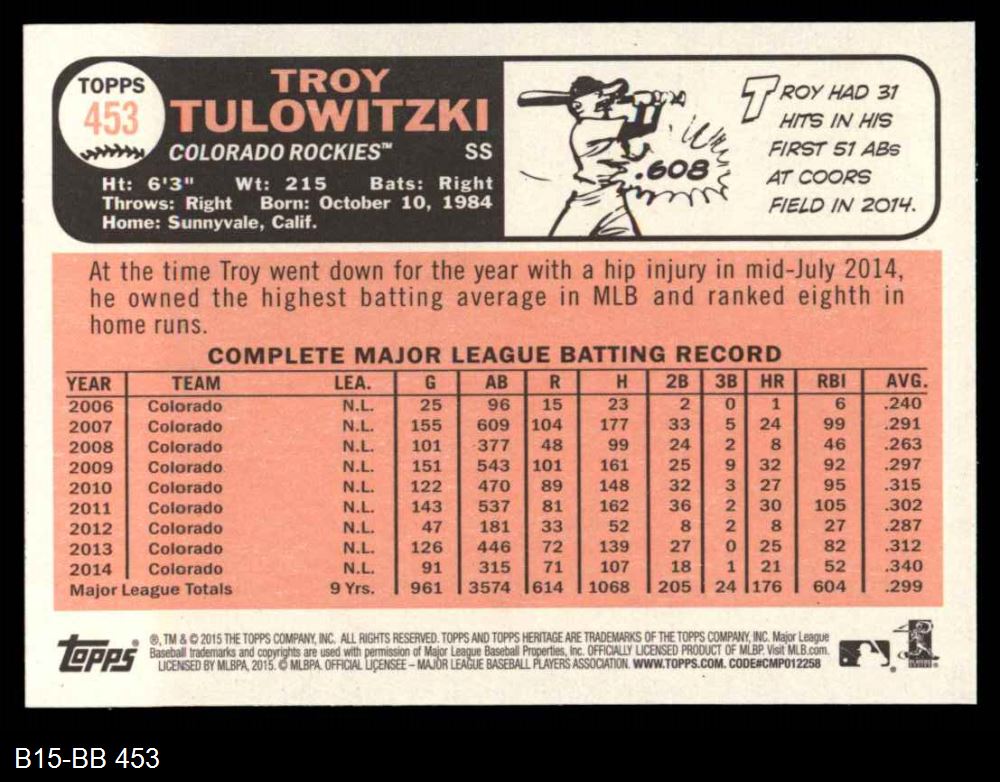 TOPPS
453
TROY
TULOWITZKI
COLORADO ROCKIES™ SS
Ht: 6'3" Wt: 215 Bats: Right
Throws: Right Born: October 10, 1984
Home: Sunnyvale, Calif.
.608
TROY HAD 31
HITS IN HIS
FIRST 51 ABs
AT COORS
FIELD IN 2014.
At the time Troy went down for the year with a hip injury in mid-July 2014,
he owned the highest batting average in MLB and ranked eighth in
home runs.
COMPLETE MAJOR LEAGUE BATTING RECORD
YEAR TEAM LEA. G AB R H 2B 3B HR RBI AVG.
2006 Colorado N.L. 25 96 15 23 2 0 1 6 .240
2007 Colorado N.L. 155 609 104 177 33 5 24 99 .291
2008 Colorado N.L. 101 377 48 99 24 2 8 46 .263
2009 Colorado N.L. 151 543 101 161 25 9 32 92 .297
2010 Colorado N.L. 122 470 89 148 32 3 27 95 .315
2011 Colorado N.L. 143 537 81 162 36 2 30 105 .302
2012 Colorado N.L. 47 181 33 52 8 2 8 27 .287
2013 Colorado N.L. 126 446 72 139 27 0 25 82 .312
2014 Colorado N.L. 91 315 71 107 18 1 21 52 .340
Major League Totals 9 Yrs. 961 3574 614 1068 205 24 176 604 .299
topps®
®, TM & © 2015 THE TOPPS COMPANY, INC. ALL RIGHTS RESERVED. TOPPS AND TOPPS HERITAGE ARE TRADEMARKS OF THE TOPPS COMPANY, INC. Major League
Baseball trademarks and copyrights are used with permission of Major League Baseball Properties, Inc. OFFICIALLY LICENSED PRODUCT OF MLBP. Visit MLB.com.
LICENSED BY MLBPA, 2015. © MLBPA. OFFICIAL LICENSEE – MAJOR LEAGUE BASEBALL PLAYERS ASSOCIATION. WWW.TOPPS.COM. CODE#CMP012258
B15-BB 453